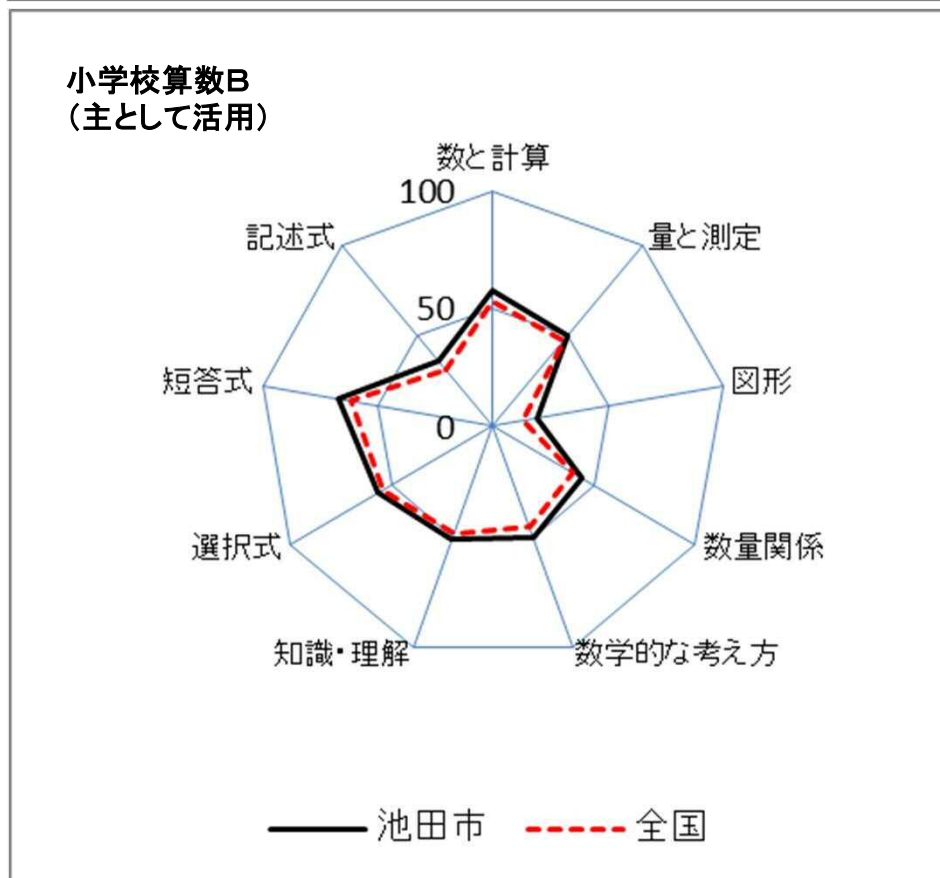 小学校算数B
（主として活用）
数と計算
100
記述式
量と測定
50
短答式
図形
0
選択式
数量関係
知識・理解
数学的な考え方
池田市
全国